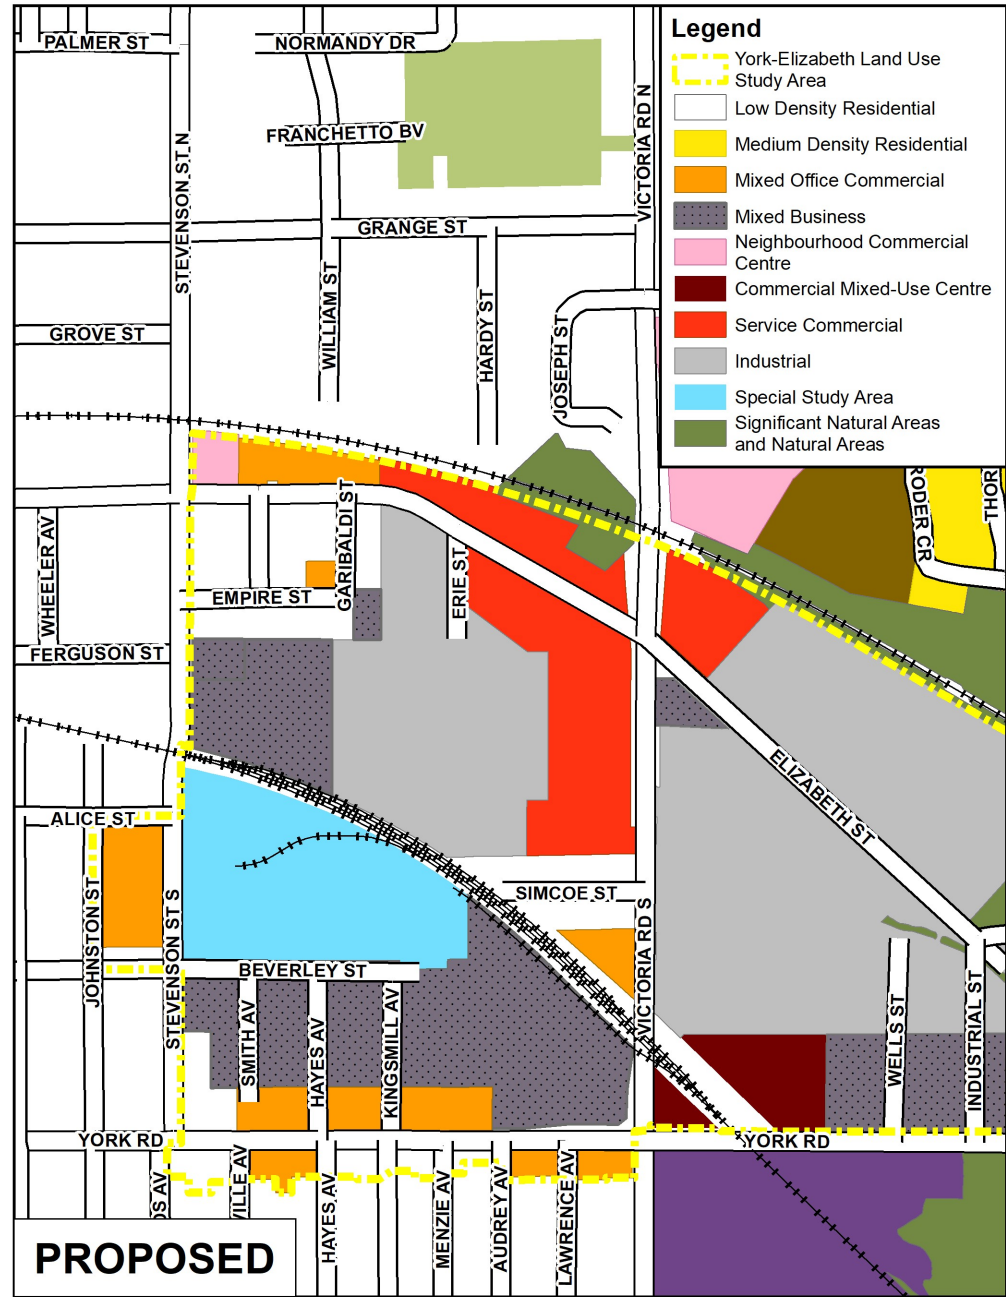 PALMER ST
NORMANDY DR
FRANCHETTO BV
STEVENSON ST N
VICTORIA RD N
GRANGE ST
WILLIAM ST
HARDY ST
JOSEPH ST
GROVE ST
Legend
York-Elizabeth Land Use
Study Area
Low Density Residential
Medium Density Residential
Mixed Office Commercial
Mixed Business
Neighbourhood Commercial
Centre
Commercial Mixed-Use Centre
Service Commercial
Industrial
Special Study Area
Significant Natural Areas
and Natural Areas
RODER CR
THOR
WHEELER AV
GARIBALDI ST
EMPIRE ST
ERIE ST
FERGUSON ST
ELIZABETH ST
ALICE ST
JOHNSTON ST
STEVENSON ST S
SIMCOE ST
VICTORIA RD S
BEVERLEY ST
SMITH AV
HAYES AV
KINGSMILL AV
WELLS ST
INDUSTRIAL ST
YORK RD
YORK RD
DS AV
VILLE AV
HAYES AV
MENZIE AV
AUDREY AV
LAWRENCE AV
PROPOSED